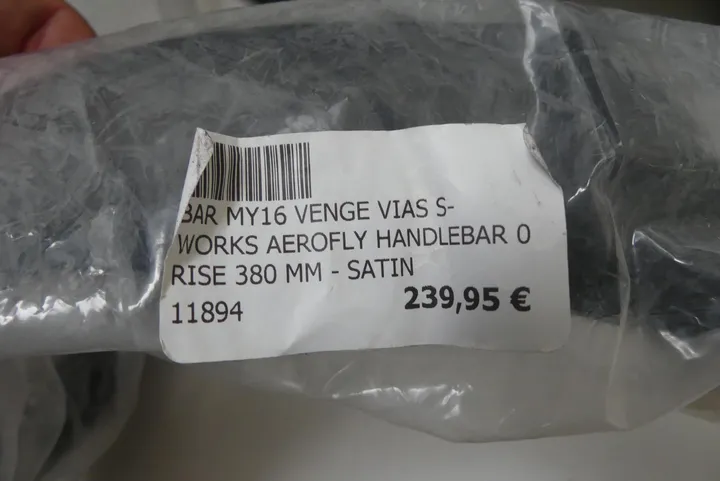 BAR MY16 VENGE VIAS S-
WORKS AEROFLY HANDLEBAR 0
RISE 380 MM - SATIN
11894 239,95 €